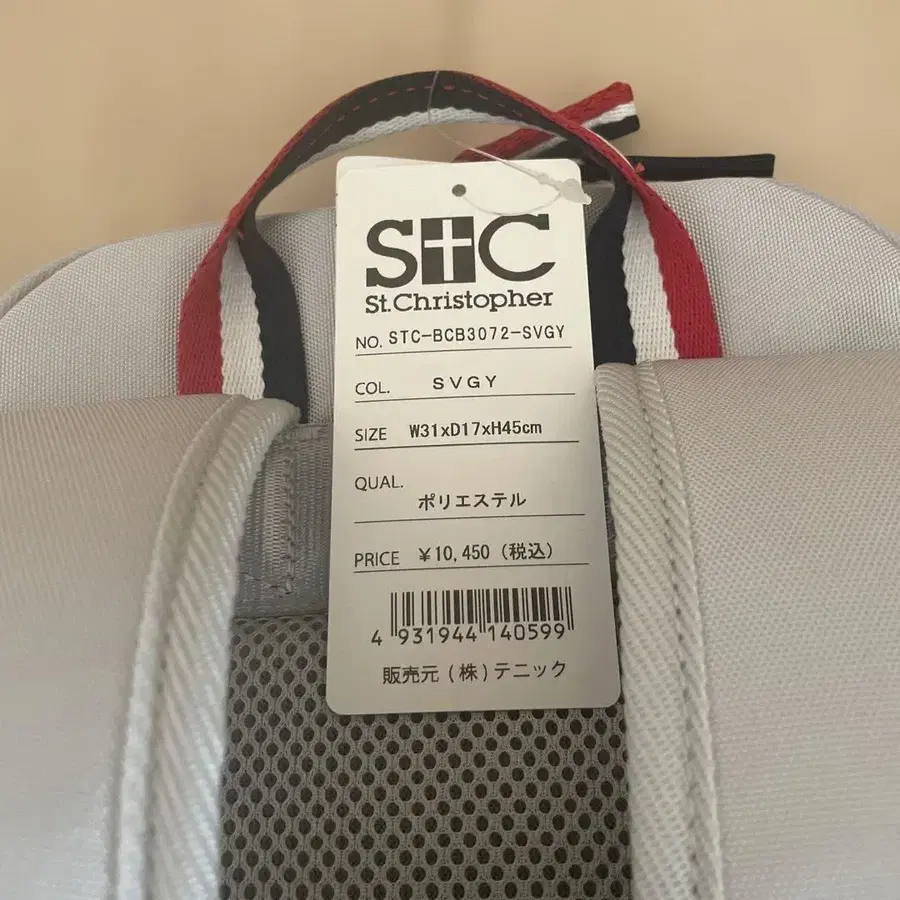 STC
St.Christopher
NO. STC-BCB3072-SVGY
COL. SVGY
SIZE W31xD17xH45cm
QUAL.
ポリエステル
PRICE ¥10,450 (税込)
4 931944 140599
販売元 (株)テニック